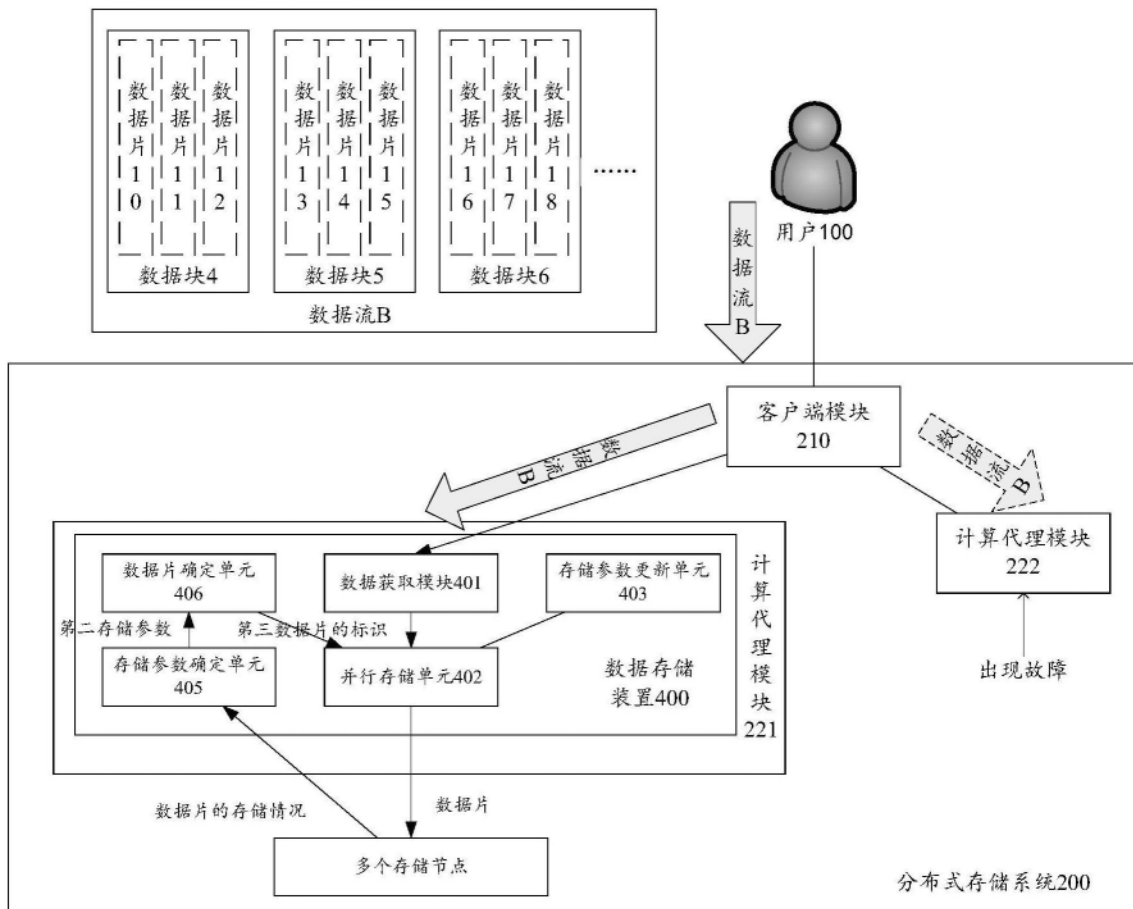 数据片10
数据片11
数据片12
数据片13
数据片14
数据片15
数据片16
数据片17
数据片18
……
数据块4
数据块5
数据块6
数据流B
用户100
数据流B
客户端模块
210
数据流B
数据流B
计算代理模块
222
出现故障
数据片确定单元
406
数据获取模块401
存储参数更新单元
403
第二存储参数
第三数据片的标识
存储参数确定单元
405
并行存储单元402
数据存储
装置400
计算代理模块
221
数据片的存储情况
数据片
多个存储节点
分布式存储系统200